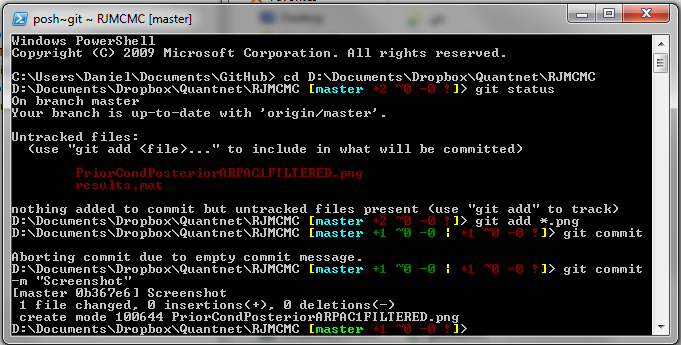 posh~git ~ RJMCMC [master]
Windows PowerShell
Copyright (C) 2009 Microsoft Corporation. All rights reserved.
C:\Users\Daniel\Documents\GitHub> cd D:\Documents\Dropbox\Quantnet\RJMCMC
D:\Documents\Dropbox\Quantnet\RJMCMC [master +2 ~0 -0 !]> git status
On branch master
Your branch is up-to-date with 'origin/master'.
Untracked files:
(use "git add <file>..." to include in what will be committed)
PriorCondPosteriorARPAC1FILTERED.png
results.mat
nothing added to commit but untracked files present (use "git add" to track)
D:\Documents\Dropbox\Quantnet\RJMCMC [master +2 ~0 -0 !]> git add *.png
D:\Documents\Dropbox\Quantnet\RJMCMC [master +1 ~0 -0 | +1 ~0 -0 !]> git commit
Aborting commit due to empty commit message.
D:\Documents\Dropbox\Quantnet\RJMCMC [master +1 ~0 -0 | +1 ~0 -0 !]> git commit
-m "Screenshot"
[master 0b367e6] Screenshot
1 file changed, 0 insertions(+), 0 deletions(-)
create mode 100644 PriorCondPosteriorARPAC1FILTERED.png
D:\Documents\Dropbox\Quantnet\RJMCMC [master +1 ~0 -0 !]>